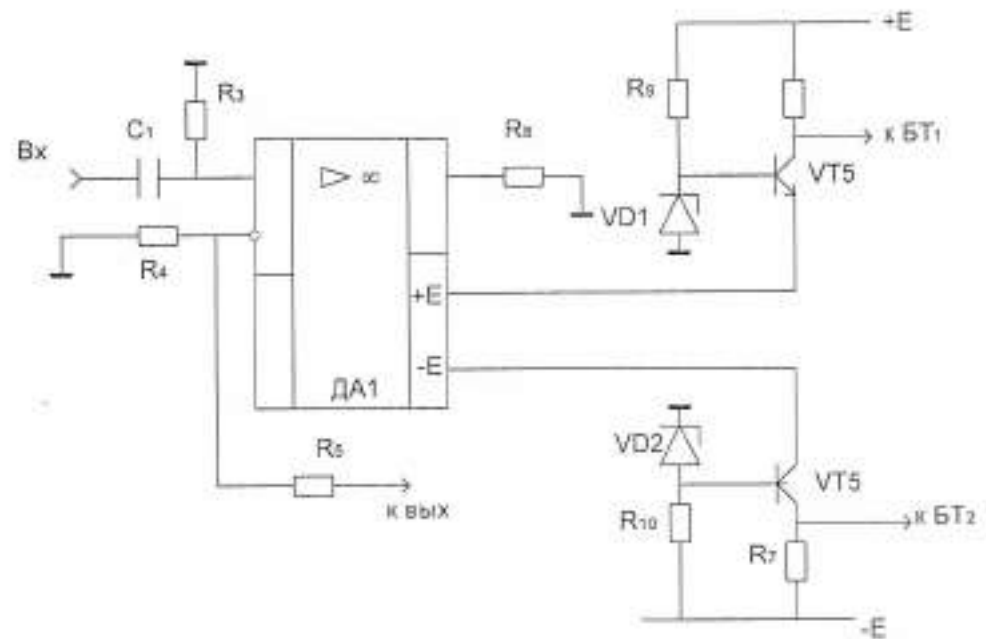 +E
R₃
R₉
C₁
Вх
▷ ∞
R₈
к БТ₁
VT5
VD1
R₄
+E
-E
ДА1
VD2
R₅
к вых
VT5
R₁₀
к БТ₂
R₇
-E